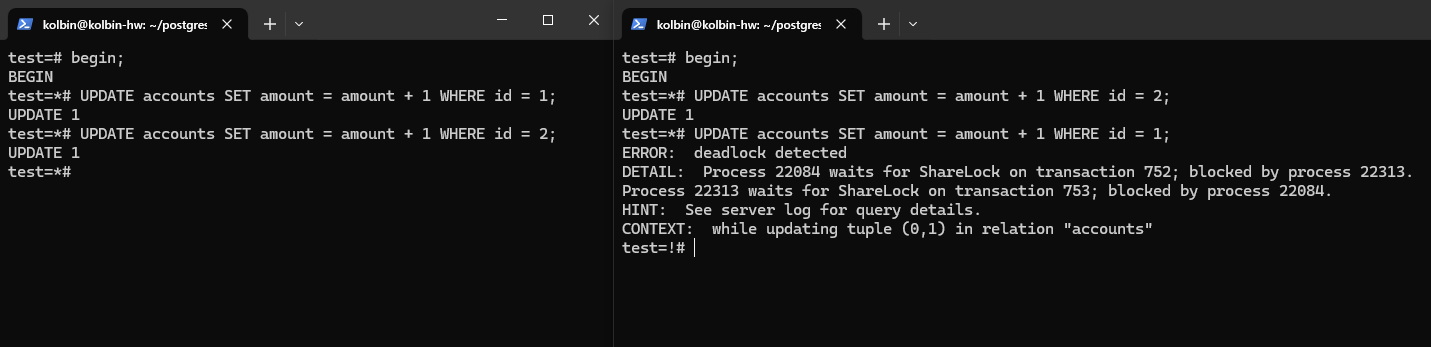 kolbin@kolbin-hw: ~/postgres
test=# begin;
BEGIN
test=*# UPDATE accounts SET amount = amount + 1 WHERE id = 1;
UPDATE 1
test=*# UPDATE accounts SET amount = amount + 1 WHERE id = 2;
UPDATE 1
test=*#
kolbin@kolbin-hw: ~/postgres
test=# begin;
BEGIN
test=*# UPDATE accounts SET amount = amount + 1 WHERE id = 2;
UPDATE 1
test=*# UPDATE accounts SET amount = amount + 1 WHERE id = 1;
ERROR:  deadlock detected
DETAIL:  Process 22084 waits for ShareLock on transaction 752; blocked by process 22313.
Process 22313 waits for ShareLock on transaction 753; blocked by process 22084.
HINT:  See server log for query details.
CONTEXT:  while updating tuple (0,1) in relation "accounts"
test=!#